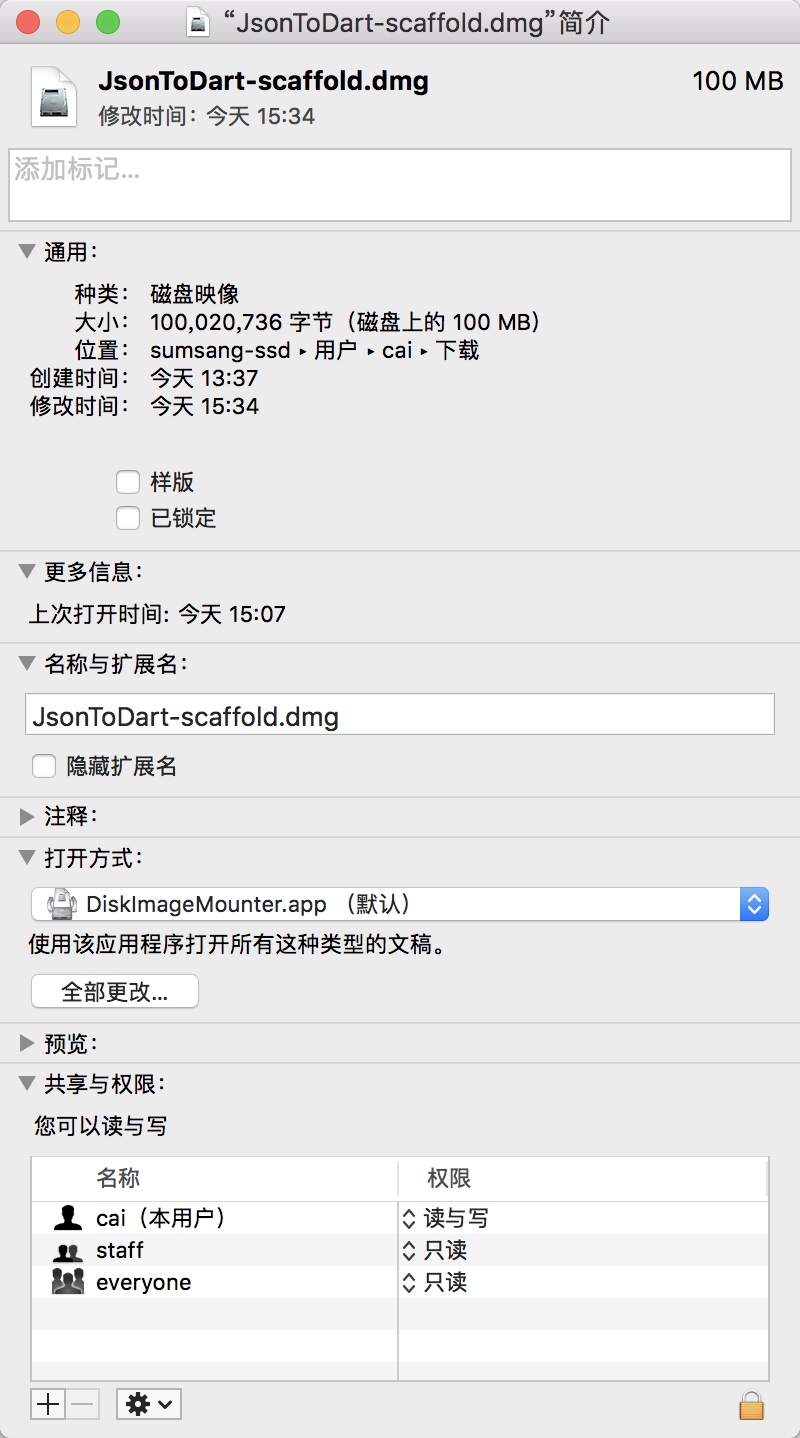 “JsonToDart-scaffold.dmg”简介
JsonToDart-scaffold.dmg 100 MB
修改时间：今天 15:34
添加标记...
通用：
种类： 磁盘映像
大小： 100,020,736 字节（磁盘上的 100 MB）
位置： sumsang-ssd ▸ 用户 ▸ cai ▸ 下载
创建时间： 今天 13:37
修改时间： 今天 15:34
样版
已锁定
更多信息：
上次打开时间: 今天 15:07
名称与扩展名：
JsonToDart-scaffold.dmg
隐藏扩展名
注释：
打开方式：
DiskImageMounter.app （默认）
使用该应用程序打开所有这种类型的文稿。
全部更改...
预览：
共享与权限：
您可以读与写
名称 权限
cai（本用户） 读与写
staff 只读
everyone 只读